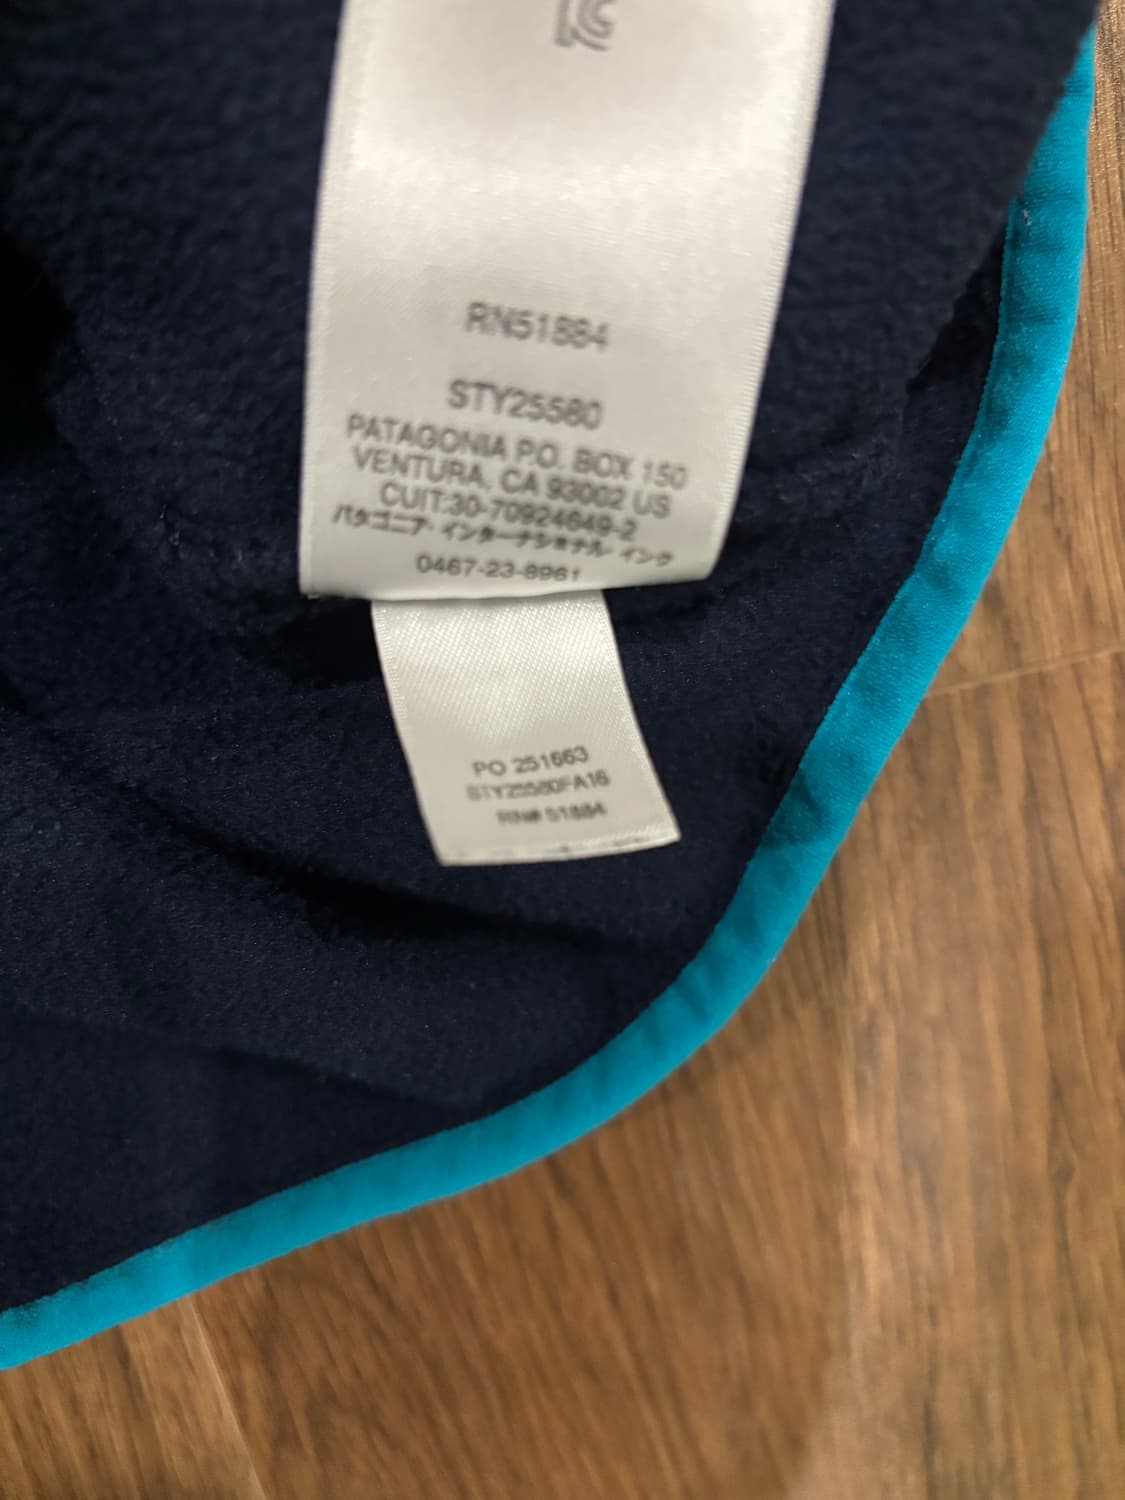 RN51884
STY25580
PATAGONIA P.O. BOX 150
VENTURA, CA 93002 US
CUIT:30-70924649-2
パタゴニア・インターナショナル・インク
0467-23-8961
PO 251663
STY25580FA16
RN# 51884